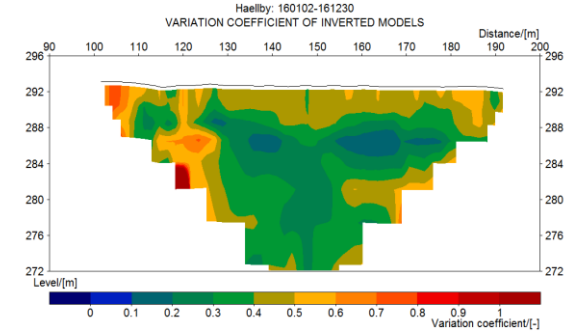 Haellby: 160102-161230
VARIATION COEFFICIENT OF INVERTED MODELS
Distance/[m]
90 100 110 120 130 140 150 160 170 180 190 200
296 296
292 292
288 288
284 284
280 280
276 276
272 272
Level/[m]
0 0.1 0.2 0.3 0.4 0.5 0.6 0.7 0.8 0.9 1
Variation coefficient/[-]